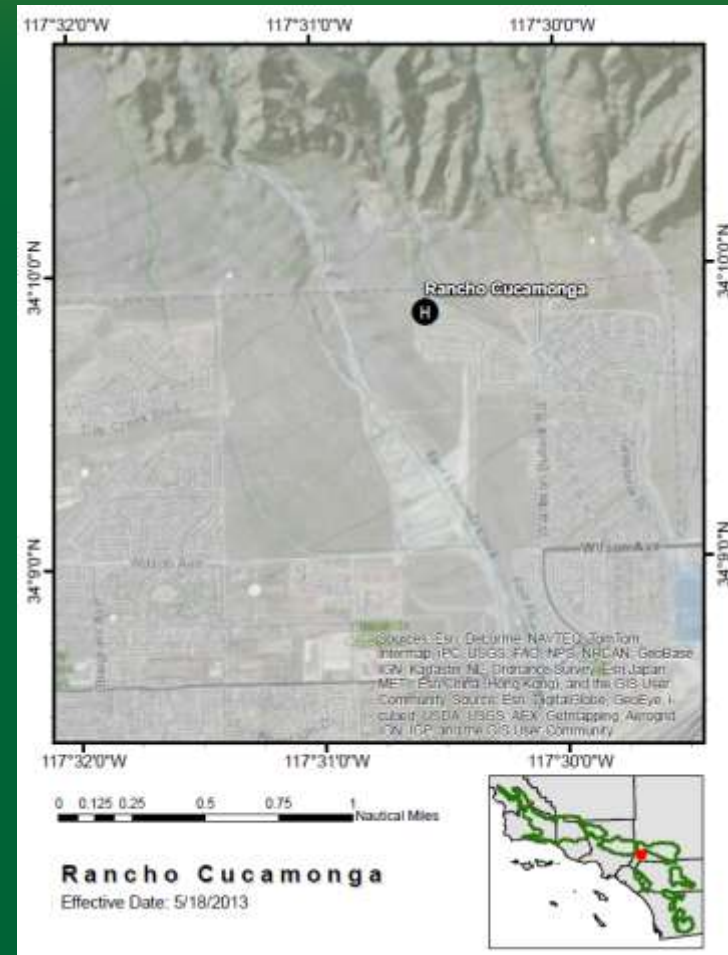 117°32'0"W 117°31'0"W 117°30'0"W
34°10'0"N
34°10'0"N
Rancho Cucamonga
H
34°9'0"N
34°9'0"N
Wilson Ave
Wilson Ave
Sources: Esri, DeLorme, NAVTEQ, TomTom,
Intermap, iPC, USGS, FAO, NPS, NRCAN, GeoBase,
IGN, Kadaster NL, Ordnance Survey, Esri Japan,
METI, Esri China (Hong Kong), and the GIS User
Community Source: Esri, DigitalGlobe, GeoEye, i-
cubed, USDA, USGS, AEX, Getmapping, Aerogrid,
IGN, IGP, and the GIS User Community
117°32'0"W 117°31'0"W 117°30'0"W
0 0.125 0.25 0.5 0.75 1
Nautical Miles
Rancho Cucamonga
Effective Date: 5/18/2013